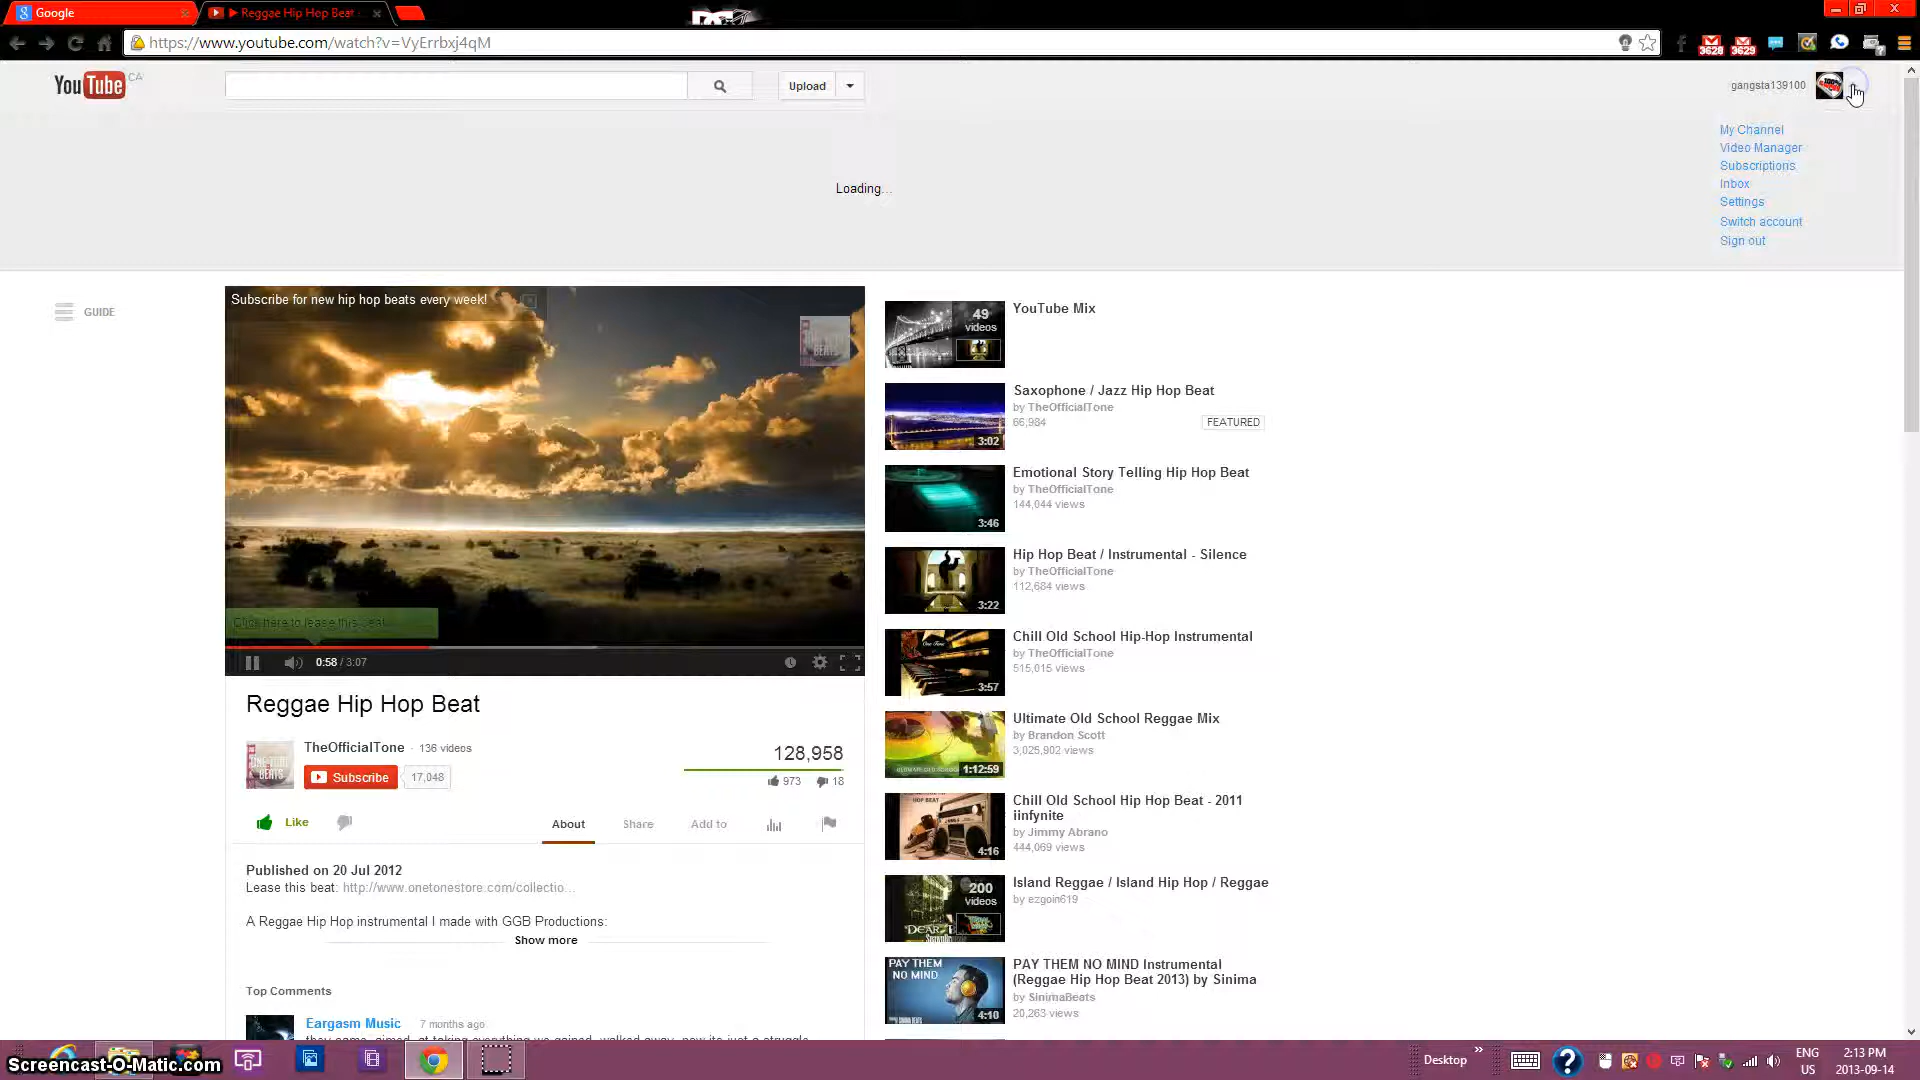 Google
▶ Reggae Hip Hop Beat
https://www.youtube.com/watch?v=VyErrbxj4qM
3628
3629
YouTube CA
Upload
gangsta139100
My Channel
Video Manager
Subscriptions
Inbox
Settings
Switch account
Sign out
Loading...
GUIDE
Subscribe for new hip hop beats every week!
Click here to lease this beat
0:58 / 3:07
Reggae Hip Hop Beat
TheOfficialTone · 136 videos
Subscribe 17,048
128,958
973 18
Like
About Share Add to
Published on 20 Jul 2012
Lease this beat: http://www.onetonestore.com/collectio...
A Reggae Hip Hop instrumental I made with GGB Productions:
Show more
Top Comments
Eargasm Music 7 months ago
49 videos
YouTube Mix
3:02
Saxophone / Jazz Hip Hop Beat
by TheOfficialTone
66,984
FEATURED
3:46
Emotional Story Telling Hip Hop Beat
by TheOfficialTone
144,044 views
3:22
Hip Hop Beat / Instrumental - Silence
by TheOfficialTone
112,684 views
3:57
Chill Old School Hip-Hop Instrumental
by TheOfficialTone
515,015 views
1:12:59
Ultimate Old School Reggae Mix
by Brandon Scott
3,025,902 views
HOP BEAT
4:16
Chill Old School Hip Hop Beat - 2011
iinfynite
by Jimmy Abrano
444,069 views
200 videos
Island Reggae / Island Hip Hop / Reggae
by ezgoin619
PAY THEM
NO MIND
4:10
PAY THEM NO MIND Instrumental
(Reggae Hip Hop Beat 2013) by Sinima
by SinimaBeats
20,263 views
Screencast-O-Matic.com
Desktop
ENG
US
2:13 PM
2013-09-14